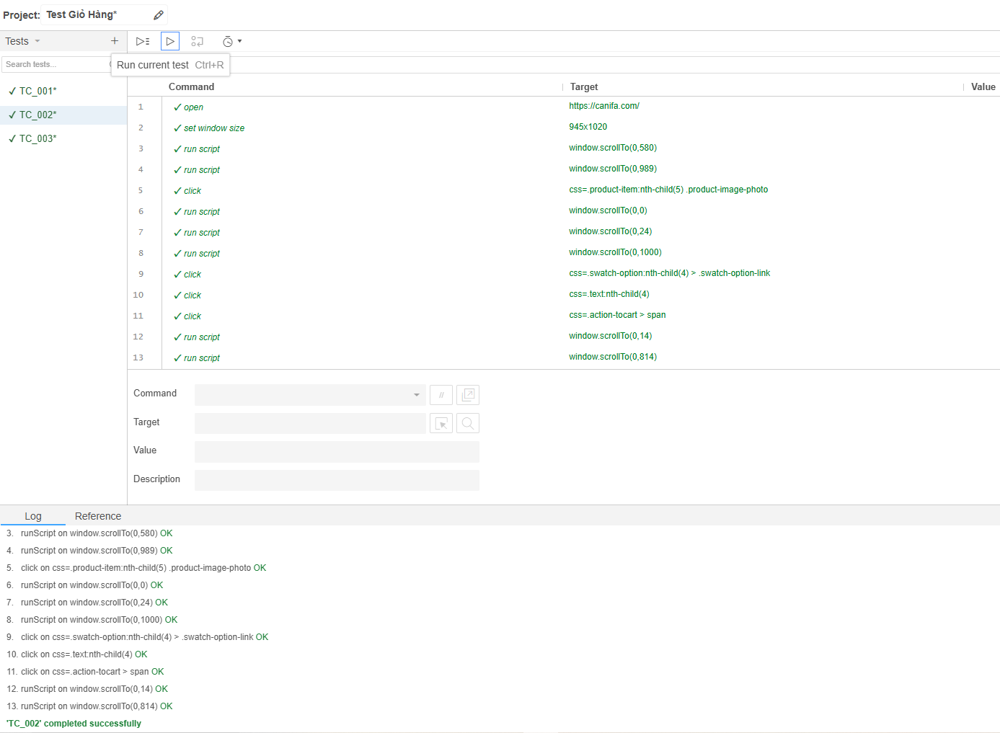 Project: Test Giỏ Hàng*
Tests
Search tests...
Run current test Ctrl+R
TC_001*
TC_002*
TC_003*
Command Target Value
1 open https://canifa.com/
2 set window size 945x1020
3 run script window.scrollTo(0,580)
4 run script window.scrollTo(0,989)
5 click css=.product-item:nth-child(5) .product-image-photo
6 run script window.scrollTo(0,0)
7 run script window.scrollTo(0,24)
8 run script window.scrollTo(0,1000)
9 click css=.swatch-option:nth-child(4) > .swatch-option-link
10 click css=.text:nth-child(4)
11 click css=.action-tocart > span
12 run script window.scrollTo(0,14)
13 run script window.scrollTo(0,814)
Command //
Target
Value
Description
Log Reference
3. runScript on window.scrollTo(0,580) OK
4. runScript on window.scrollTo(0,989) OK
5. click on css=.product-item:nth-child(5) .product-image-photo OK
6. runScript on window.scrollTo(0,0) OK
7. runScript on window.scrollTo(0,24) OK
8. runScript on window.scrollTo(0,1000) OK
9. click on css=.swatch-option:nth-child(4) > .swatch-option-link OK
10. click on css=.text:nth-child(4) OK
11. click on css=.action-tocart > span OK
12. runScript on window.scrollTo(0,14) OK
13. runScript on window.scrollTo(0,814) OK
'TC_002' completed successfully